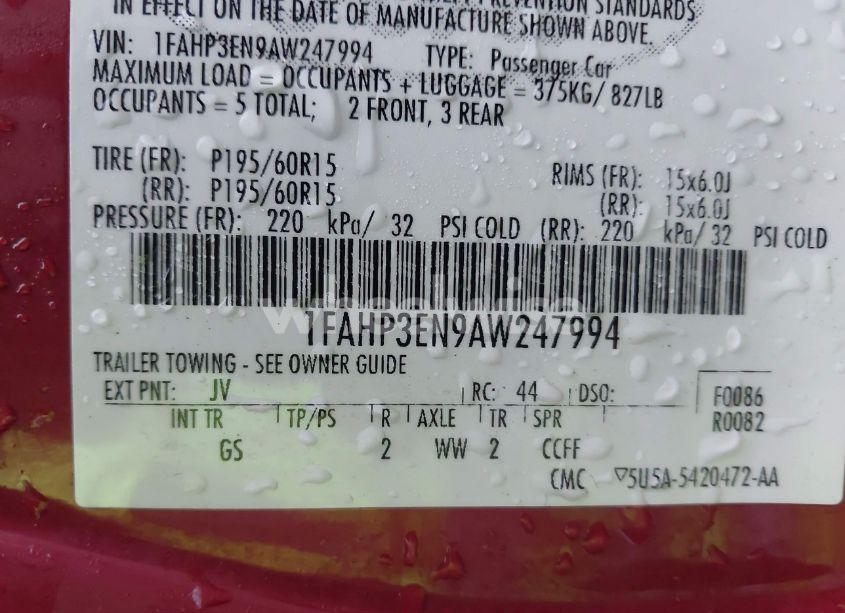 IN EFFECT ON THE DATE OF MANUFACTURE SHOWN ABOVE.
VIN: 1FAHP3EN9AW247994 TYPE: Passenger Car
MAXIMUM LOAD = OCCUPANTS + LUGGAGE = 375KG/ 827LB
OCCUPANTS = 5 TOTAL; 2 FRONT, 3 REAR
TIRE (FR): P195/60R15 RIMS (FR): 15x6.0J
(RR): P195/60R15 (RR): 15x6.0J
PRESSURE (FR): 220 kPa/ 32 PSI COLD (RR): 220 kPa/ 32 PSI COLD
1FAHP3EN9AW247994
TRAILER TOWING - SEE OWNER GUIDE
EXT PNT: JV RC: 44 DSO: F0086
INT TR TP/PS R AXLE TR SPR R0082
GS 2 WW 2 CCFF
CMC ▽5U5A-5420472-AA